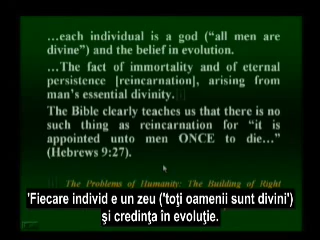 ...each individual is a god ("all men are
divine") and the belief in evolution.
...The fact of immortality and of eternal
persistence [reincarnation], arising from
man's essential divinity.
The Bible clearly teaches us that there is no
such thing as reincarnation for "it is
appointed unto men ONCE to die..."
(Hebrews 9:27).
The Problems of Humanity: The Building of Right
'Fiecare individ e un zeu ('toţi oamenii sunt divini')
şi credinţa în evoluţie.